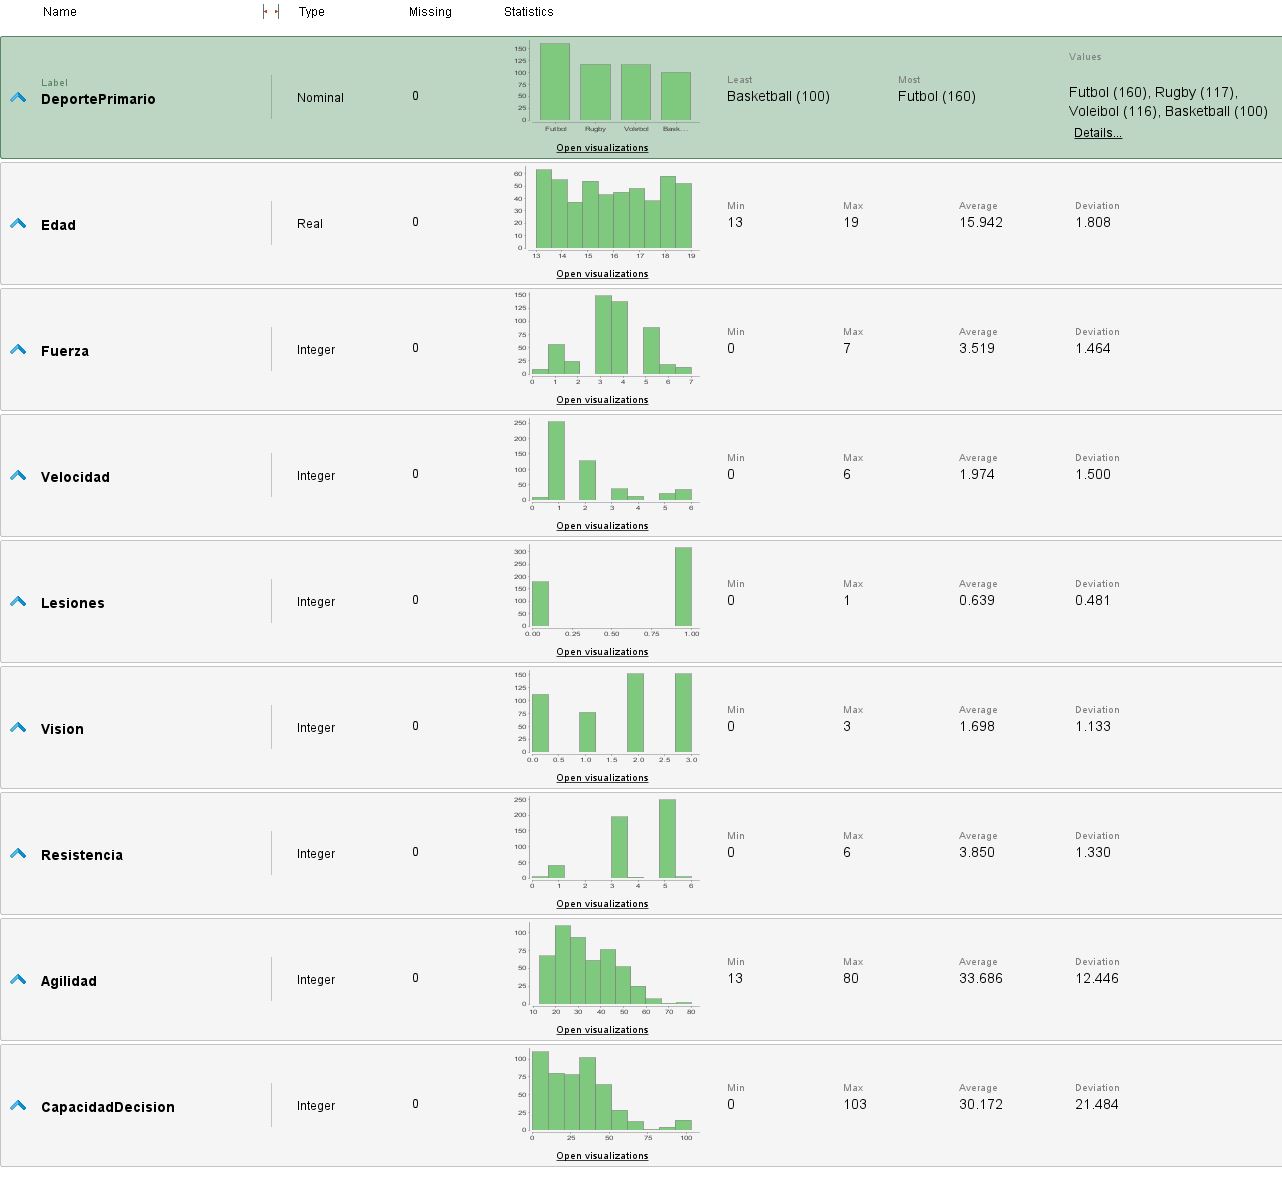 Name Type Missing Statistics
Label
DeportePrimario
Nominal
0
150
125
100
75
50
25
0
Futbol Rugby Voleibol Bask...
Open visualizations
Least
Basketball (100)
Most
Futbol (160)
Values
Futbol (160), Rugby (117),
Voleibol (116), Basketball (100)
Details...
Edad
Real
0
60
50
40
30
20
10
0
13 14 15 16 17 18 19
Open visualizations
Min Max Average Deviation
13 19 15.942 1.808
Fuerza
Integer
0
150
125
100
75
50
25
0
0 1 2 3 4 5 6 7
Open visualizations
Min Max Average Deviation
0 7 3.519 1.464
Velocidad
Integer
0
250
200
150
100
50
0
0 1 2 3 4 5 6
Open visualizations
Min Max Average Deviation
0 6 1.974 1.500
Lesiones
Integer
0
300
250
200
150
100
50
0
0.00 0.25 0.50 0.75 1.00
Open visualizations
Min Max Average Deviation
0 1 0.639 0.481
Vision
Integer
0
150
125
100
75
50
25
0
0.0 0.5 1.0 1.5 2.0 2.5 3.0
Open visualizations
Min Max Average Deviation
0 3 1.698 1.133
Resistencia
Integer
0
250
200
150
100
50
0
0 1 2 3 4 5 6
Open visualizations
Min Max Average Deviation
0 6 3.850 1.330
Agilidad
Integer
0
100
75
50
25
0
10 20 30 40 50 60 70 80
Open visualizations
Min Max Average Deviation
13 80 33.686 12.446
CapacidadDecision
Integer
0
100
75
50
25
0
0 25 50 75 100
Open visualizations
Min Max Average Deviation
0 103 30.172 21.484